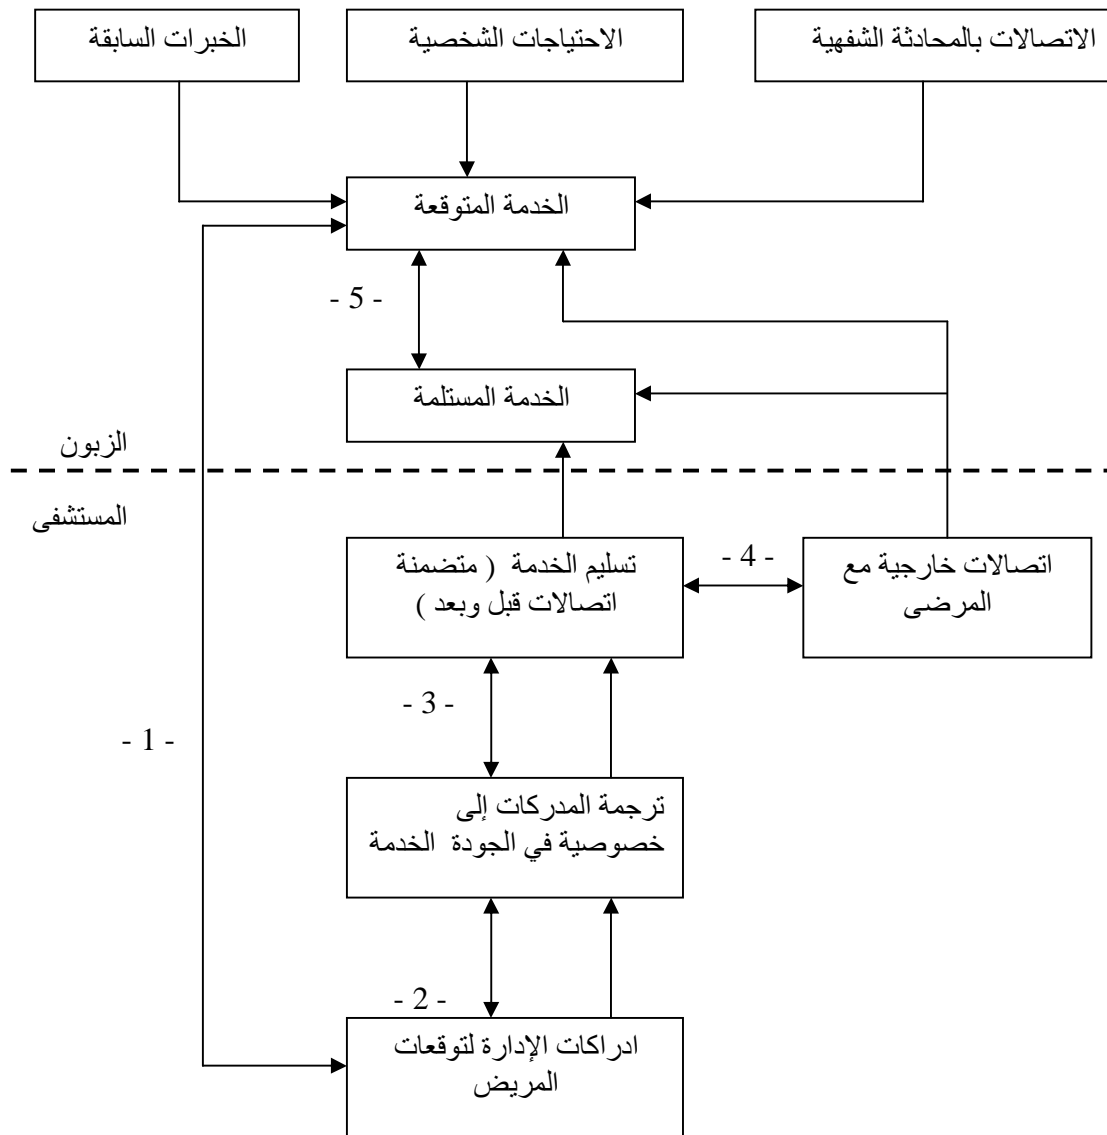 الاتصالات بالمحادثة الشفهية
الاحتياجات الشخصية
الخبرات السابقة
الخدمة المتوقعة
- 5 -
الخدمة المستلمة
الزبون
المستشفى
اتصالات خارجية مع
المرضى
- 4 -
تسليم الخدمة ( متضمنة
اتصالات قبل وبعد )
- 3 -
- 1 -
ترجمة المدركات إلى
خصوصية في الجودة الخدمة
- 2 -
ادراكات الإدارة لتوقعات
المريض